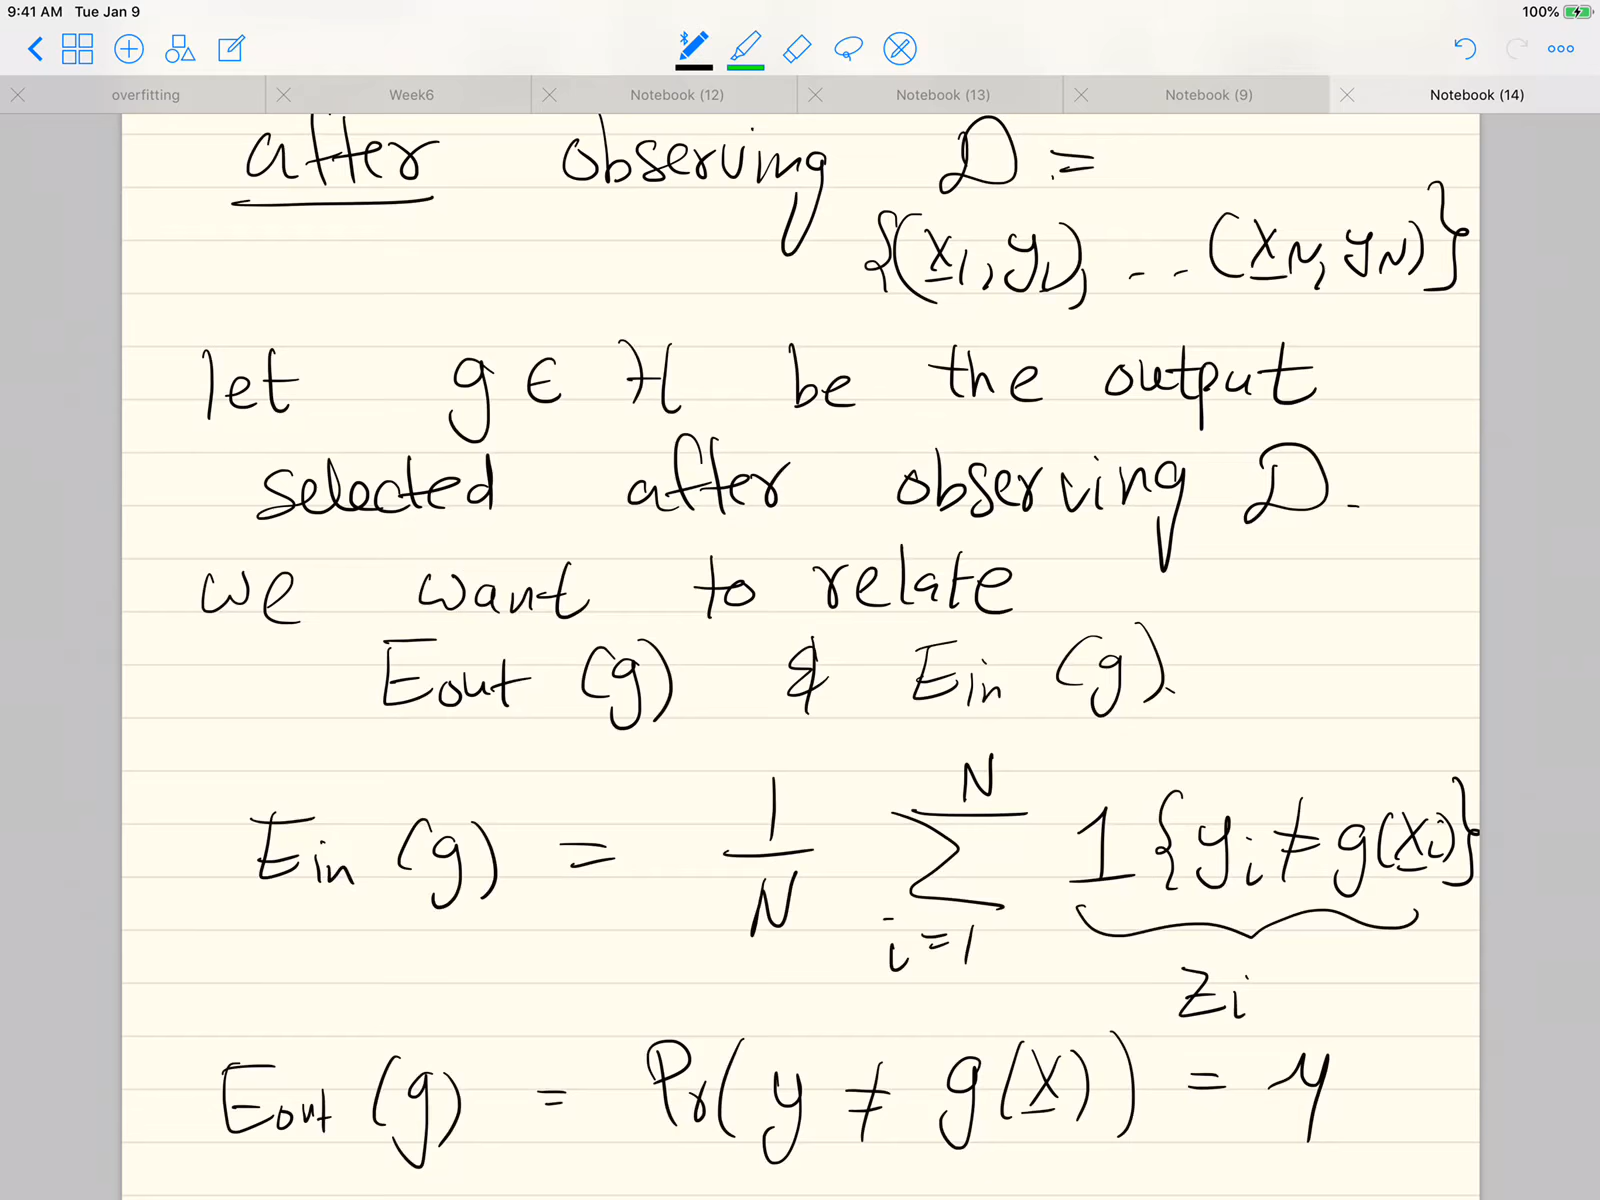 9:41 AM Tue Jan 9 100%
overfitting Week6 Notebook (12) Notebook (13) Notebook (9) Notebook (14)
after observing D =
{(x1, y1), ... (xN, yN)}
let g ∈ H be the output
selected after observing D.
we want to relate
Eout (g) & Ein (g).
Ein (g) = 1/N ∑_{i=1}^{N} 1{yi ≠ g(xi)}
zi
Eout (g) = Pr(y ≠ g(x)) = μ